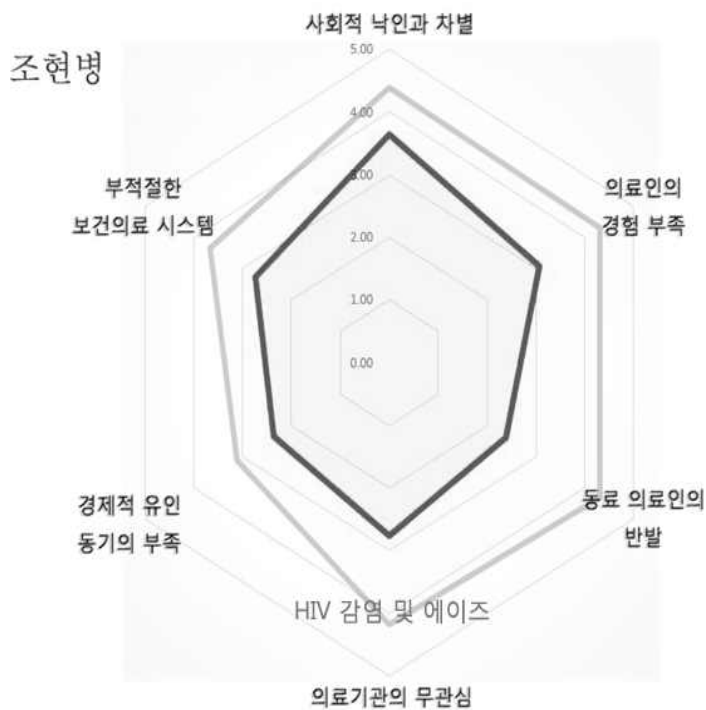 사회적 낙인과 차별
조현병
5.00
4.00
부적절한
보건의료 시스템
의료인의
경험 부족
3.00
2.00
1.00
0.00
경제적 유인
동기의 부족
동료 의료인의
반발
HIV 감염 및 에이즈
의료기관의 무관심